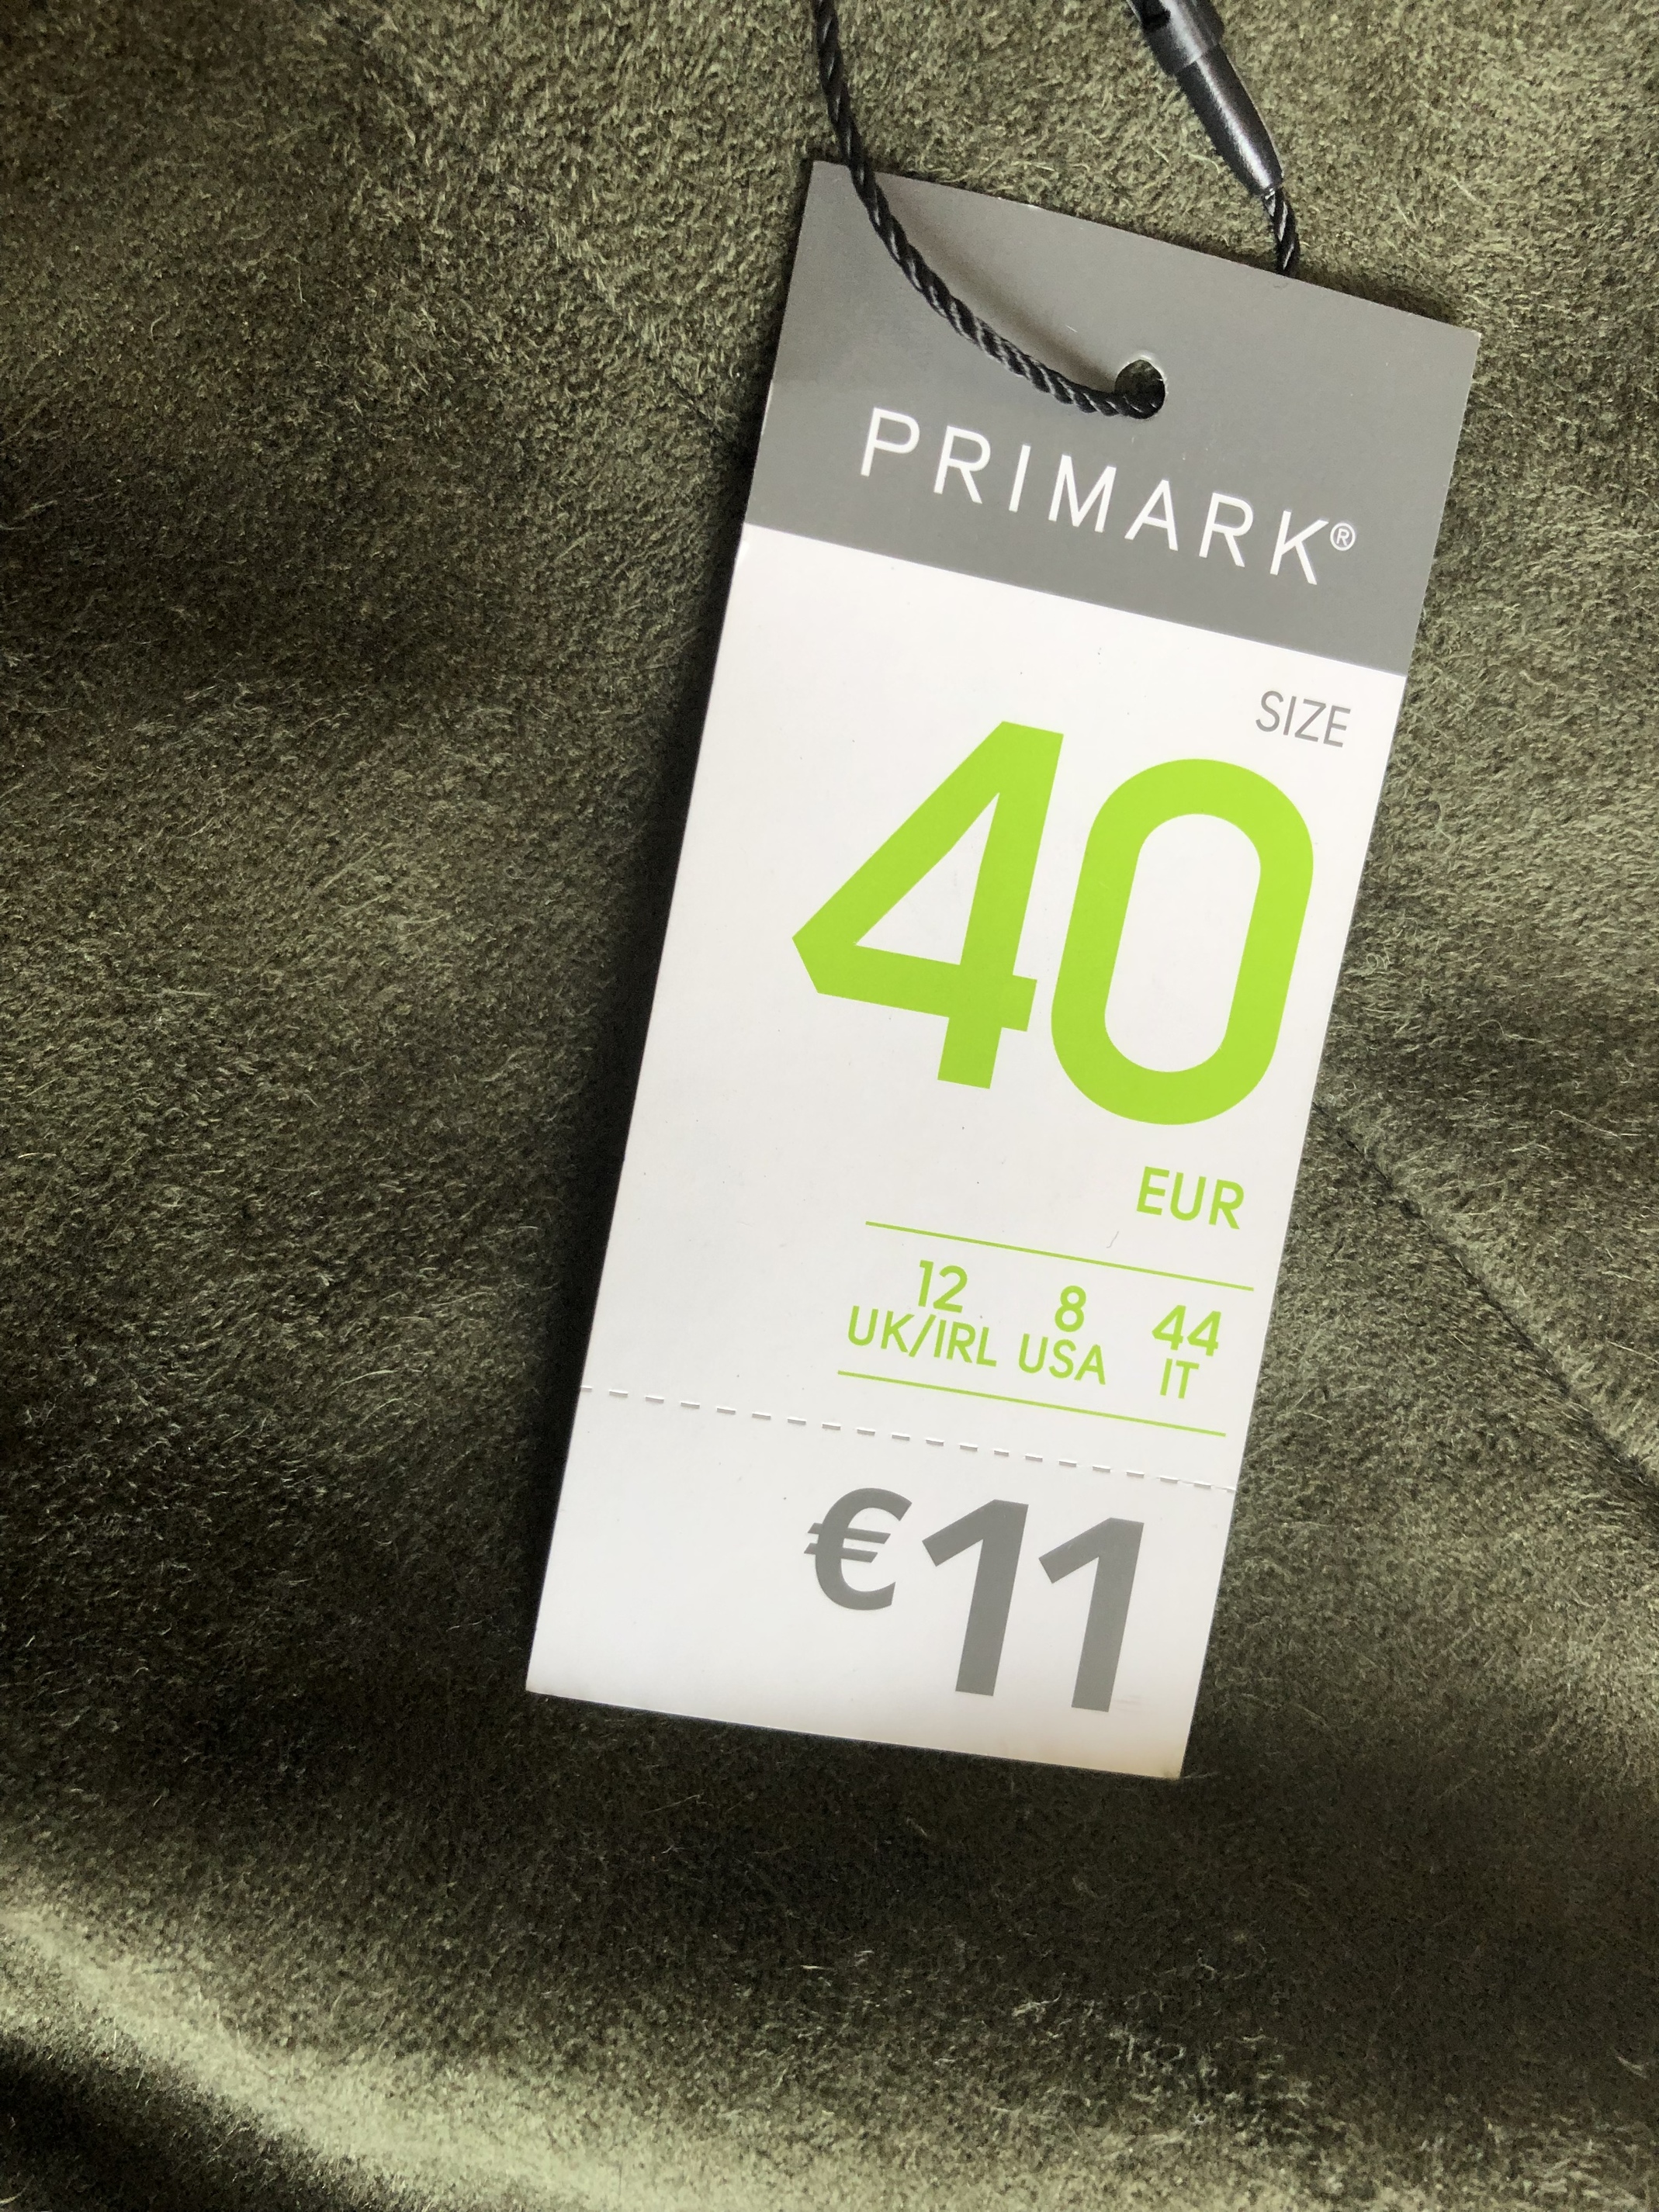 PRIMARK®
SIZE
40
EUR
12 8 44
UK/IRL USA IT
€11